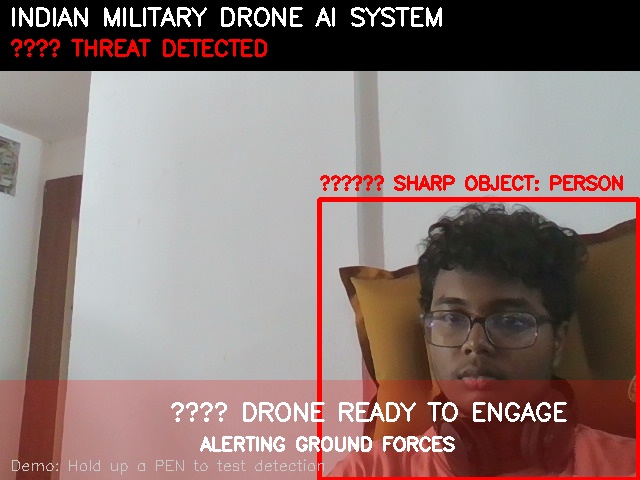 INDIAN MILITARY DRONE AI SYSTEM
???? THREAT DETECTED
?????? SHARP OBJECT: PERSON
???? DRONE READY TO ENGAGE
ALERTING GROUND FORCES
Demo: Hold up a PEN to test detection